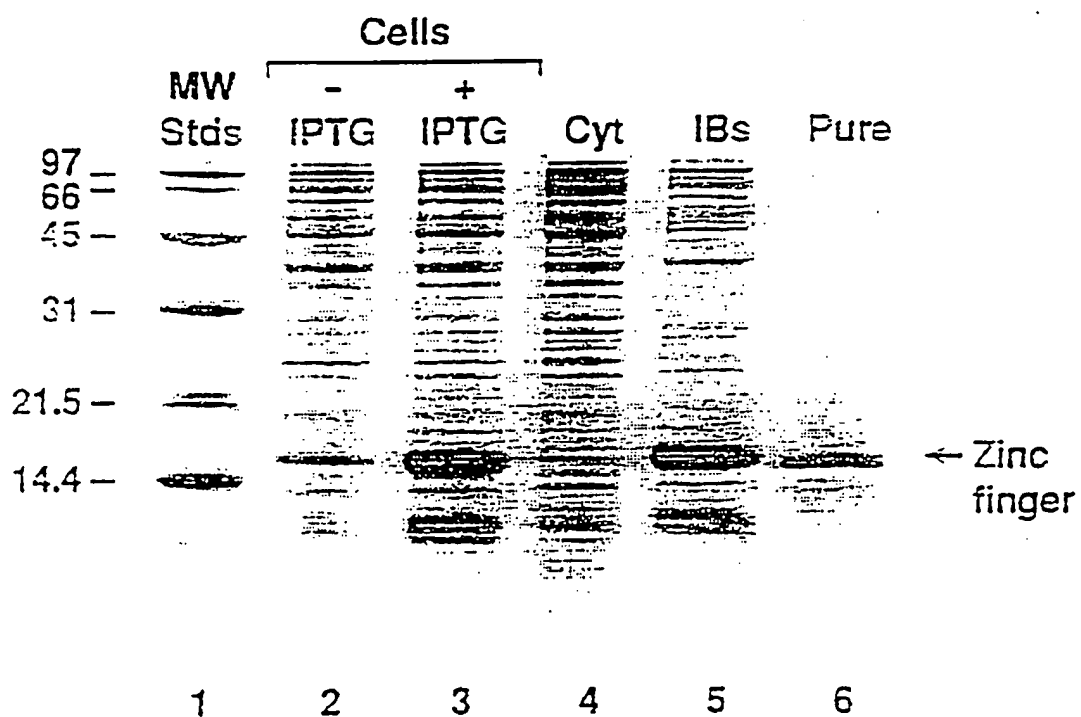 Cells
MW - +
Stds IPTG IPTG Cyt IBs Pure
97 –
66 –
45 –
31 –
21.5 –
14.4 –
← Zinc
finger
1 2 3 4 5 6